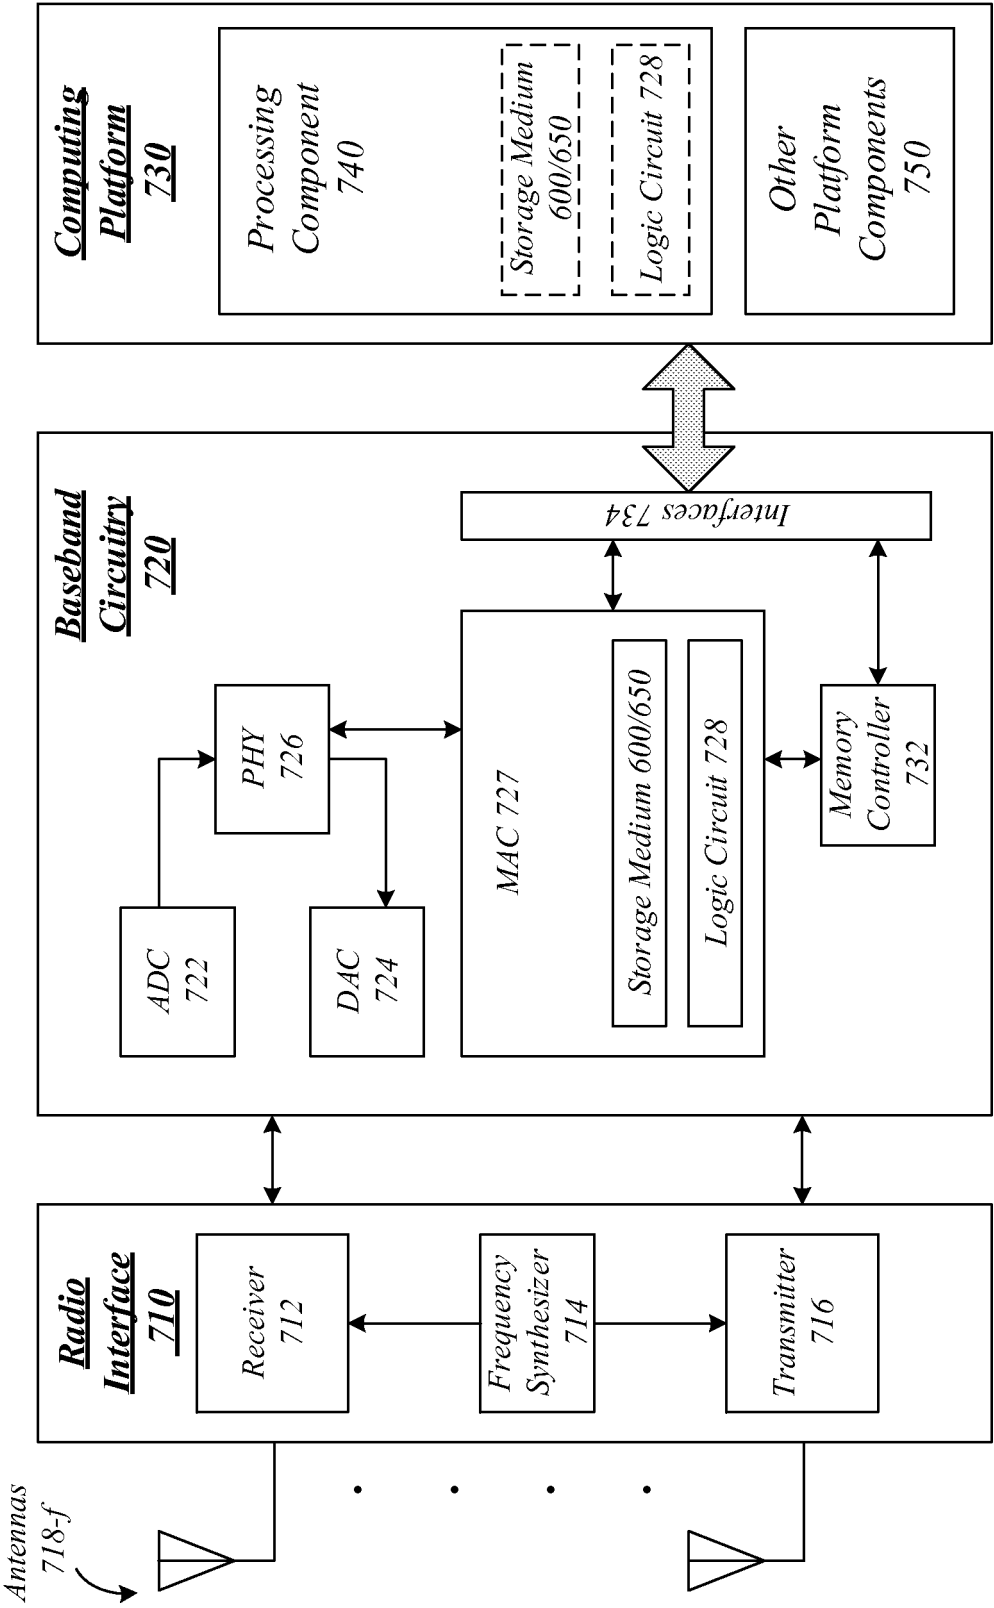 Antennas
718-f
Radio
Interface
710
Receiver
712
Frequency
Synthesizer
714
Transmitter
716
Baseband
Circuitry
720
ADC
722
PHY
726
DAC
724
MAC 727
Storage Medium 600/650
Logic Circuit 728
Memory
Controller
732
Interfaces 734
Computing
Platform
730
Processing
Component
740
Storage Medium
600/650
Logic Circuit 728
Other
Platform
Components
750